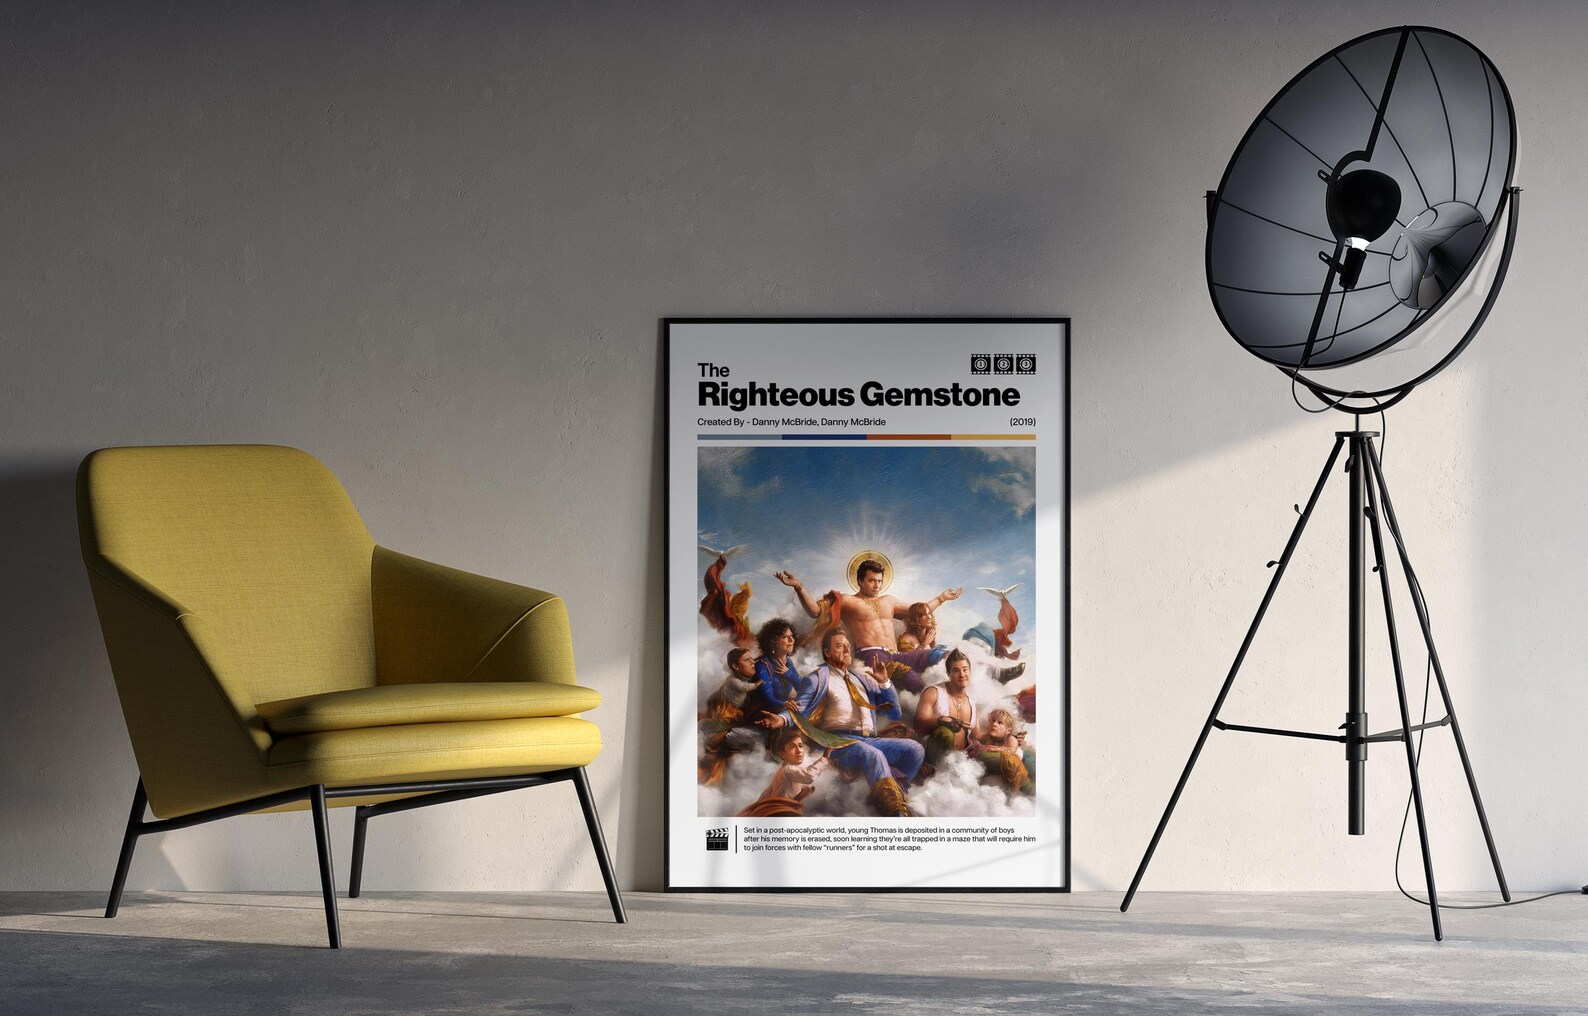 The
Righteous Gemstone
Created By - Danny McBride, Danny McBride (2019)
Set in a post-apocalyptic world, young Thomas is deposited in a community of boys
after his memory is erased, soon learning they're all trapped in a maze that will require him
to join forces with fellow "runners" for a shot at escape.